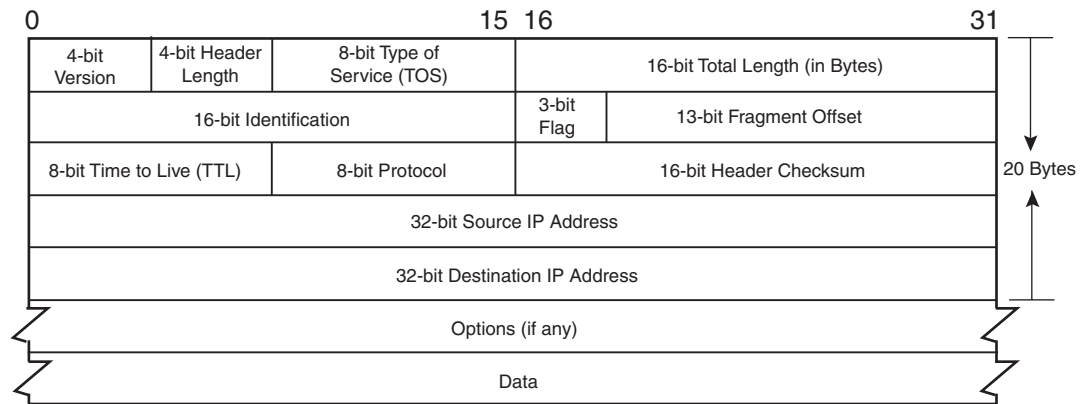 0 15 16 31
4-bit Version 4-bit Header Length 8-bit Type of Service (TOS) 16-bit Total Length (in Bytes)
16-bit Identification 3-bit Flag 13-bit Fragment Offset
8-bit Time to Live (TTL) 8-bit Protocol 16-bit Header Checksum 20 Bytes
32-bit Source IP Address
32-bit Destination IP Address
Options (if any)
Data